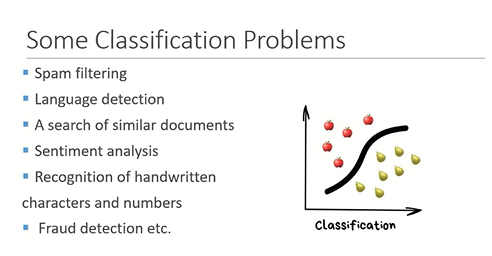 Some Classification Problems
▪ Spam filtering
▪ Language detection
▪ A search of similar documents
▪ Sentiment analysis
▪ Recognition of handwritten
characters and numbers
▪ Fraud detection etc.
Classification